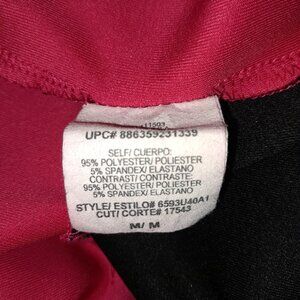 UPC# 886359231339
SELF/ CUERPO:
95% POLYESTER/ POLIESTER
5% SPANDEX/ ELASTANO
CONTRAST/ CONTRASTE:
95% POLYESTER/ POLIESTER
5% SPANDEX/ ELASTANO
STYLE/ ESTILO# 6593U40A1
CUT/ CORTE# 17543
M/ M